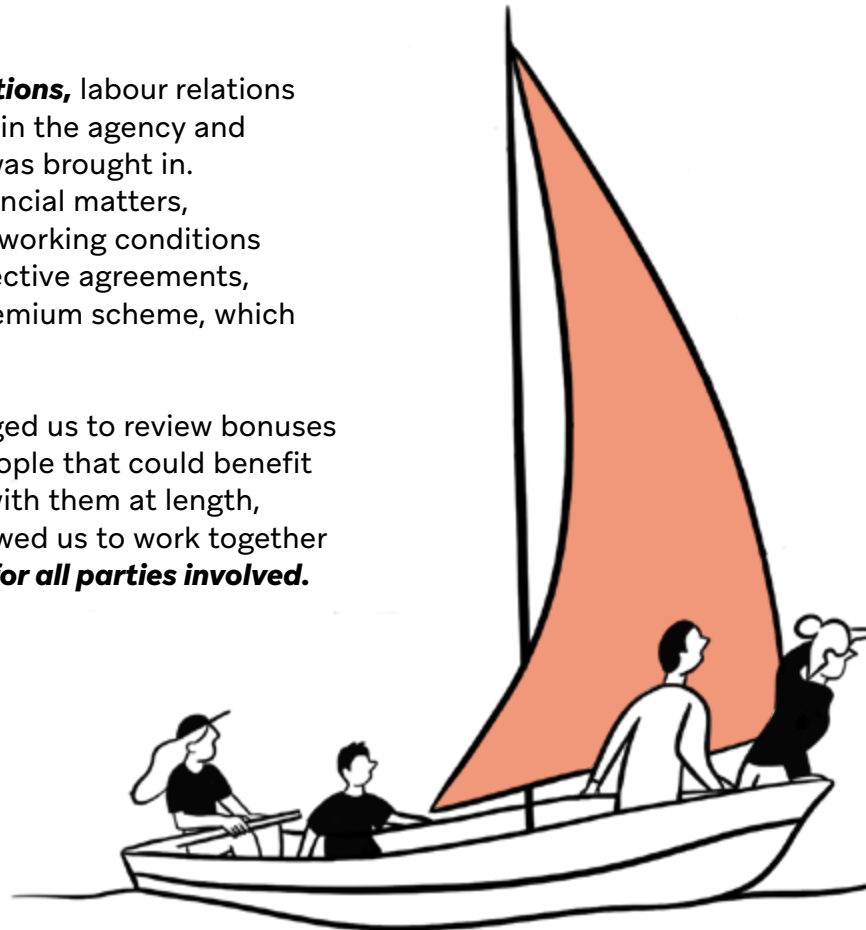 tions, labour relations
in the agency and
was brought in.
ncial matters,
working conditions
ective agreements,
emium scheme, which
ged us to review bonuses
ople that could benefit
with them at length,
wed us to work together
for all parties involved.